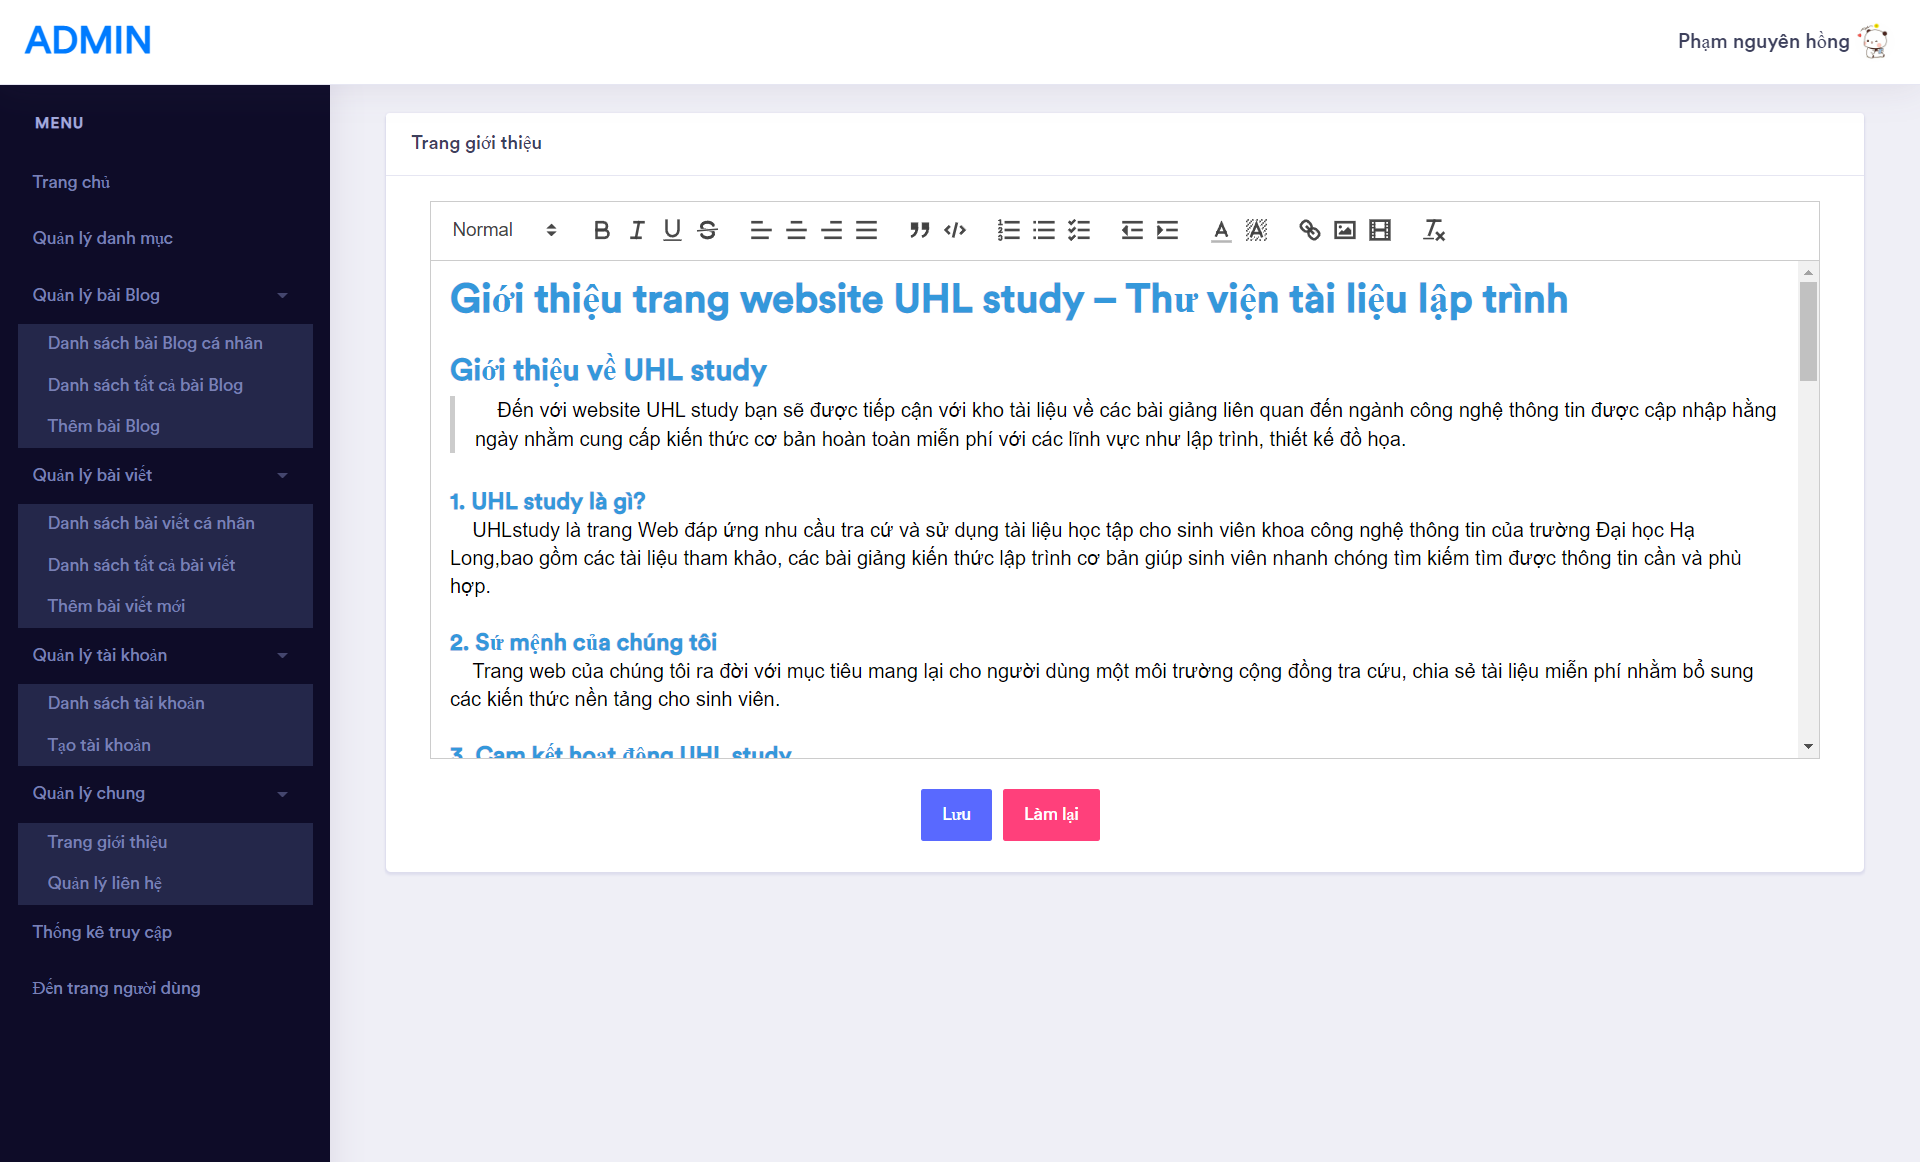 ADMIN
Phạm nguyên hồng
MENU
Trang chủ
Quản lý danh mục
Quản lý bài Blog
Danh sách bài Blog cá nhân
Danh sách tất cả bài Blog
Thêm bài Blog
Quản lý bài viết
Danh sách bài viết cá nhân
Danh sách tất cả bài viết
Thêm bài viết mới
Quản lý tài khoản
Danh sách tài khoản
Tạo tài khoản
Quản lý chung
Trang giới thiệu
Quản lý liên hệ
Thống kê truy cập
Đến trang người dùng
Trang giới thiệu
Normal
Giới thiệu trang website UHL study – Thư viện tài liệu lập trình
Giới thiệu về UHL study
Đến với website UHL study bạn sẽ được tiếp cận với kho tài liệu về các bài giảng liên quan đến ngành công nghệ thông tin được cập nhập hằng
ngày nhằm cung cấp kiến thức cơ bản hoàn toàn miễn phí với các lĩnh vực như lập trình, thiết kế đồ họa.
1. UHL study là gì?
UHLstudy là trang Web đáp ứng nhu cầu tra cứ và sử dụng tài liệu học tập cho sinh viên khoa công nghệ thông tin của trường Đại học Hạ
Long,bao gồm các tài liệu tham khảo, các bài giảng kiến thức lập trình cơ bản giúp sinh viên nhanh chóng tìm kiếm tìm được thông tin cần và phù
hợp.
2. Sứ mệnh của chúng tôi
Trang web của chúng tôi ra đời với mục tiêu mang lại cho người dùng một môi trường cộng đồng tra cứu, chia sẻ tài liệu miễn phí nhằm bổ sung
các kiến thức nền tảng cho sinh viên.
3. Cam kết hoạt động UHL study
Lưu
Làm lại